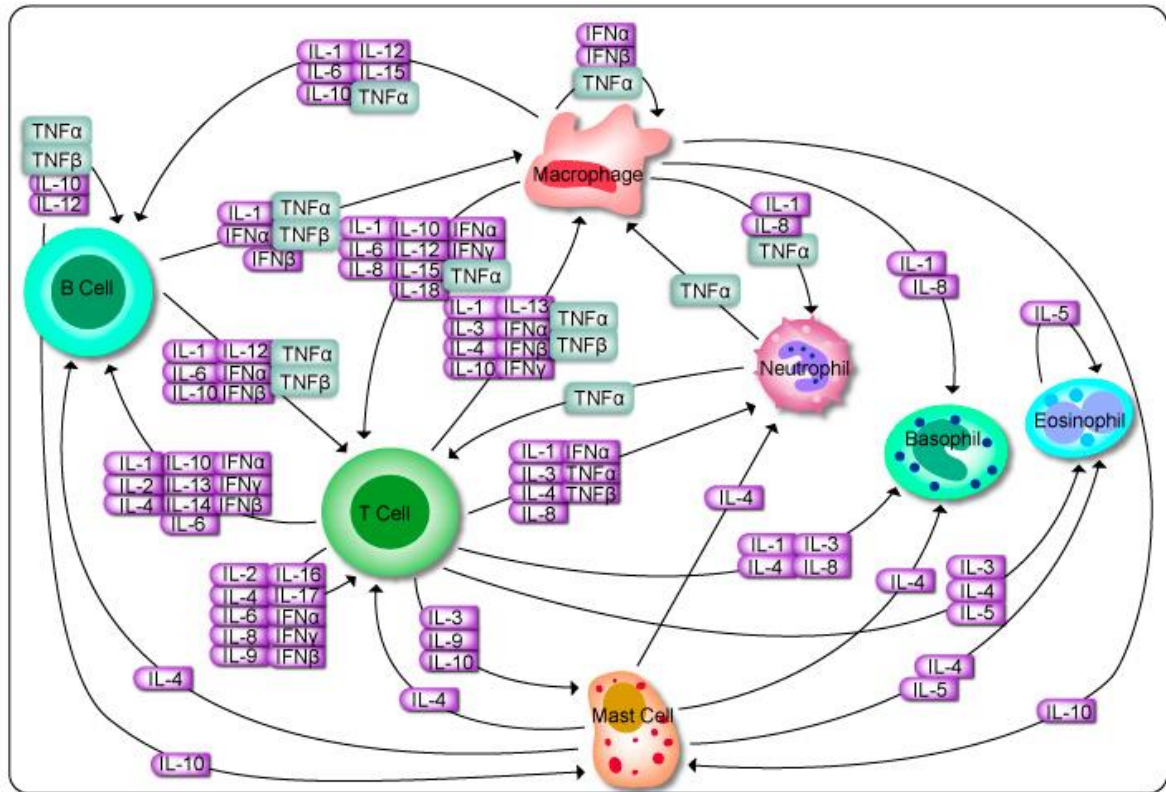 IFNα
IFNβ
TNFα
IL-1 IL-12
IL-6 IL-15
IL-10 TNFα
TNFα
TNFβ
IL-10
IL-12
Macrophage
IL-1 TNFα
IFNα TNFβ
IFNβ
IL-1 IL-10 IFNα
IL-6 IL-12 IFNγ
IL-8 IL-15 TNFα
IL-18
IL-1
IL-8
TNFα
IL-1
IL-8
B Cell
TNFα
IL-1 IL-13 TNFα
IL-3 IFNα TNFβ
IL-4 IFNβ
IL-10 IFNγ
IL-5
IL-1 IL-12 TNFα
IL-6 IFNα TNFβ
IL-10 IFNβ
Neutrophil
TNFα
Eosinophil
Basophil
IL-1 IL-10 IFNα
IL-2 IL-13 IFNγ
IL-4 IL-14 IFNβ
IL-6
T Cell
IL-1 IFNα
IL-3 TNFα
IL-4 TNFβ
IL-8
IL-4
IL-1 IL-3
IL-4 IL-8
IL-4
IL-3
IL-4
IL-5
IL-2 IL-16
IL-4 IL-17
IL-6 IFNα
IL-8 IFNγ
IL-9 IFNβ
IL-3
IL-9
IL-10
IL-4
IL-4
IL-4
IL-5
Mast Cell
IL-10
IL-10